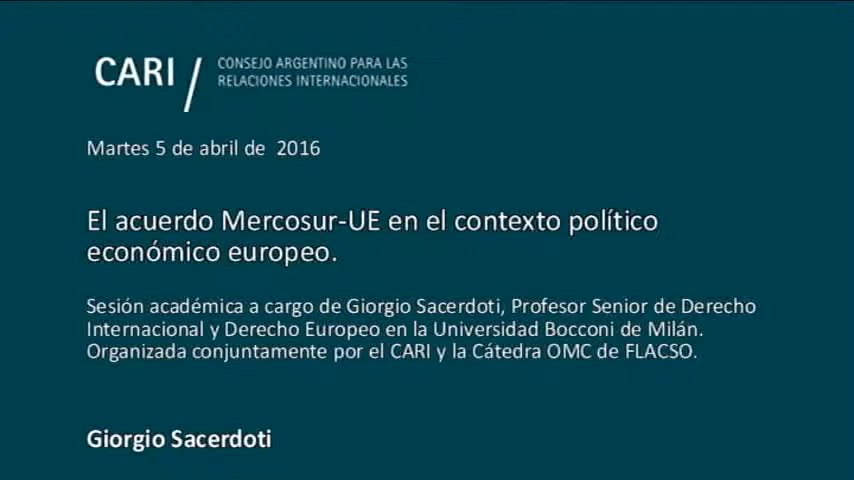 CARI / CONSEJO ARGENTINO PARA LAS
RELACIONES INTERNACIONALES
Martes 5 de abril de 2016
El acuerdo Mercosur-UE en el contexto político
económico europeo.
Sesión académica a cargo de Giorgio Sacerdoti, Profesor Senior de Derecho
Internacional y Derecho Europeo en la Universidad Bocconi de Milán.
Organizada conjuntamente por el CARI y la Cátedra OMC de FLACSO.
Giorgio Sacerdoti